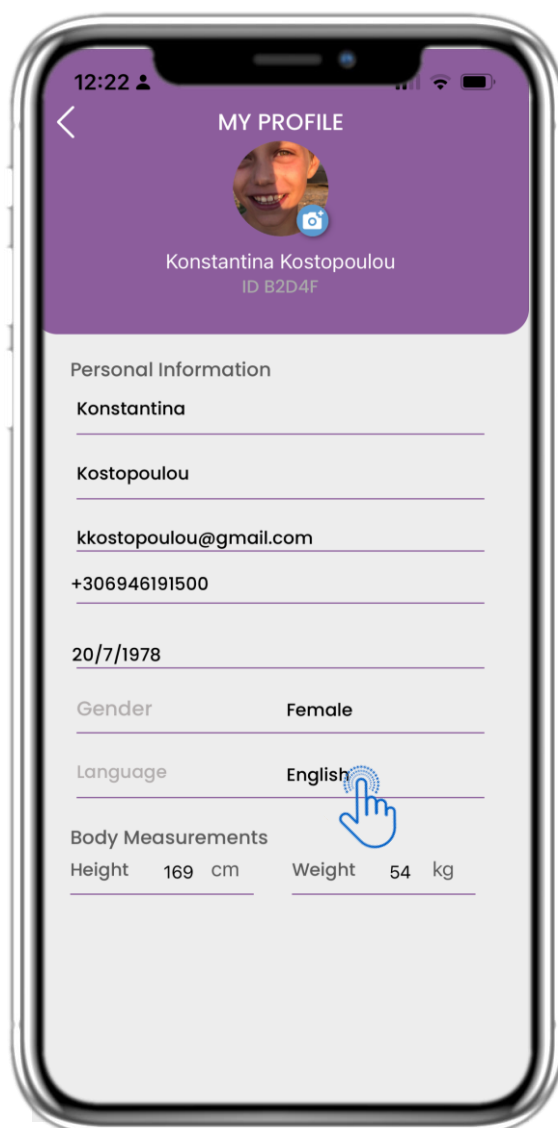 12:22
MY PROFILE
Konstantina Kostopoulou
ID B2D4F
Personal Information
Konstantina
Kostopoulou
kkostopoulou@gmail.com
+306946191500
20/7/1978
Gender Female
Language English
Body Measurements
Height 169 cm Weight 54 kg